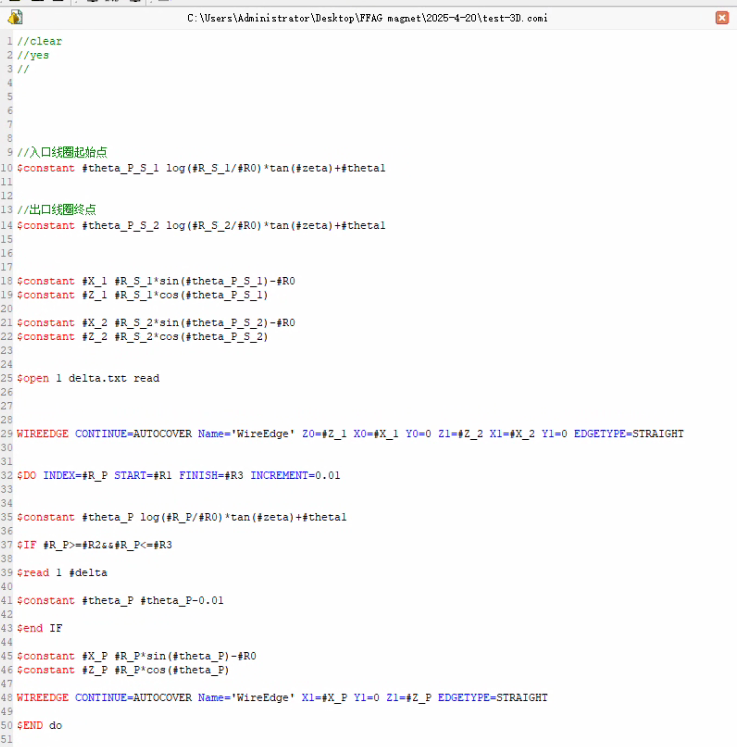 C:\Users\Administrator\Desktop\FFAG magnet\2025-4-20\test-3D.comi
1 //clear
2 //yes
3 //
4
5
6
7
8
9 //入口线圈起始点
10 $constant #theta_P_S_1 log(#R_S_1/#R0)*tan(#zeta)+#theta1
11
12
13 //出口线圈终点
14 $constant #theta_P_S_2 log(#R_S_2/#R0)*tan(#zeta)+#theta1
15
16
17
18 $constant #X_1 #R_S_1*sin(#theta_P_S_1)-#R0
19 $constant #Z_1 #R_S_1*cos(#theta_P_S_1)
20
21 $constant #X_2 #R_S_2*sin(#theta_P_S_2)-#R0
22 $constant #Z_2 #R_S_2*cos(#theta_P_S_2)
23
24
25 $open 1 delta.txt read
26
27
28
29 WIREEDGE CONTINUE=AUTOCOVER Name='WireEdge' Z0=#Z_1 X0=#X_1 Y0=0 Z1=#Z_2 X1=#X_2 Y1=0 EDGETYPE=STRAIGHT
30
31
32 $DO INDEX=#R_P START=#R1 FINISH=#R3 INCREMENT=0.01
33
34
35 $constant #theta_P log(#R_P/#R0)*tan(#zeta)+#theta1
36
37 $IF #R_P>=#R2&&#R_P<=#R3
38
39 $read 1 #delta
40
41 $constant #theta_P #theta_P-0.01
42
43 $end IF
44
45 $constant #X_P #R_P*sin(#theta_P)-#R0
46 $constant #Z_P #R_P*cos(#theta_P)
47
48 WIREEDGE CONTINUE=AUTOCOVER Name='WireEdge' X1=#X_P Y1=0 Z1=#Z_P EDGETYPE=STRAIGHT
49
50 $END do
51